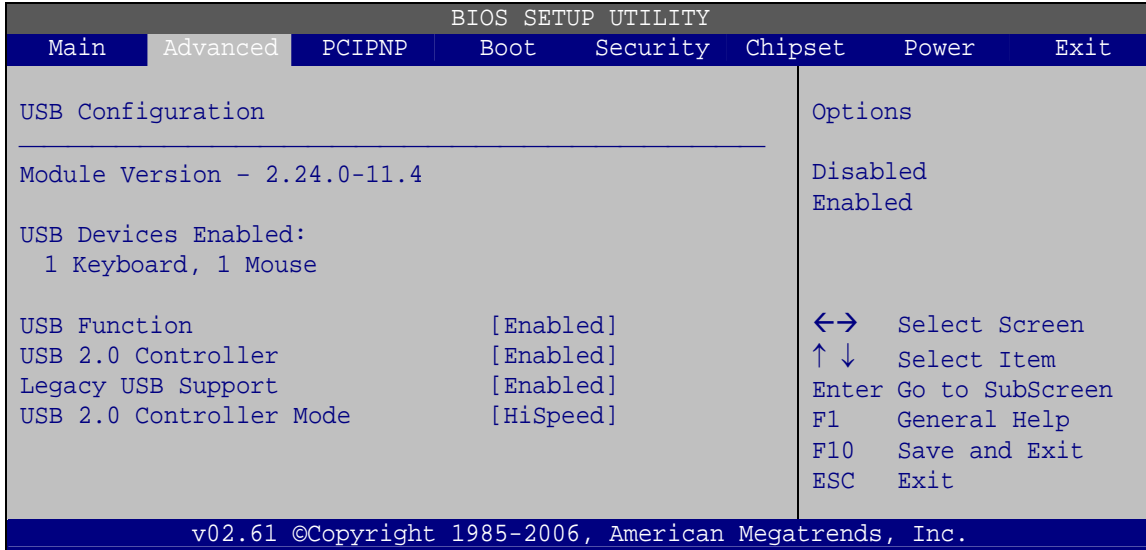 BIOS SETUP UTILITY
Main Advanced PCIPNP Boot Security Chipset Power Exit
USB Configuration
Module Version – 2.24.0-11.4
USB Devices Enabled:
1 Keyboard, 1 Mouse
USB Function [Enabled]
USB 2.0 Controller [Enabled]
Legacy USB Support [Enabled]
USB 2.0 Controller Mode [HiSpeed]
Options
Disabled
Enabled
←→ Select Screen
↑ ↓ Select Item
Enter Go to SubScreen
F1 General Help
F10 Save and Exit
ESC Exit
v02.61 ©Copyright 1985-2006, American Megatrends, Inc.